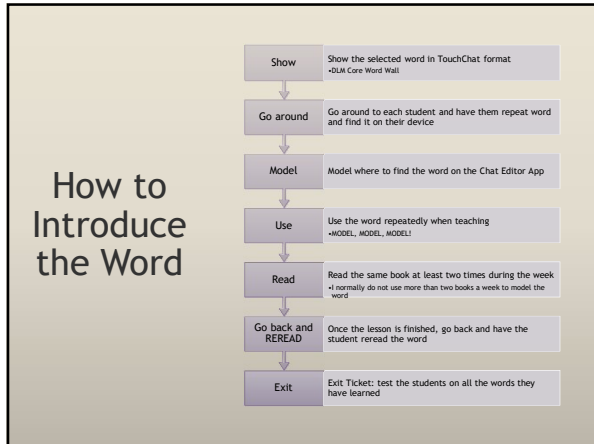 How to
Introduce
the Word
Show
Show the selected word in TouchChat format
•DLM Core Word Wall
Go around
Go around to each student and have them repeat word
and find it on their device
Model
Model where to find the word on the Chat Editor App
Use
Use the word repeatedly when teaching
•MODEL, MODEL, MODEL!
Read
Read the same book at least two times during the week
•I normally do not use more than two books a week to model the
word
Go back and
REREAD
Once the lesson is finished, go back and have the
student reread the word
Exit
Exit Ticket: test the students on all the words they
have learned